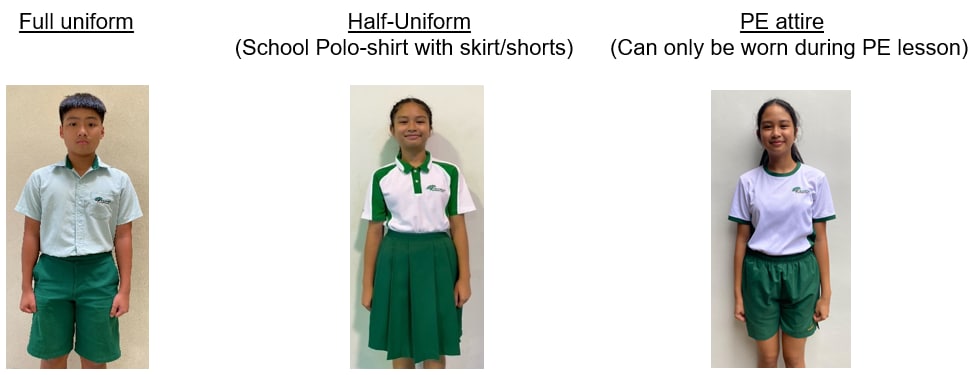 Full uniform
Half-Uniform
(School Polo-shirt with skirt/shorts)
PE attire
(Can only be worn during PE lesson)